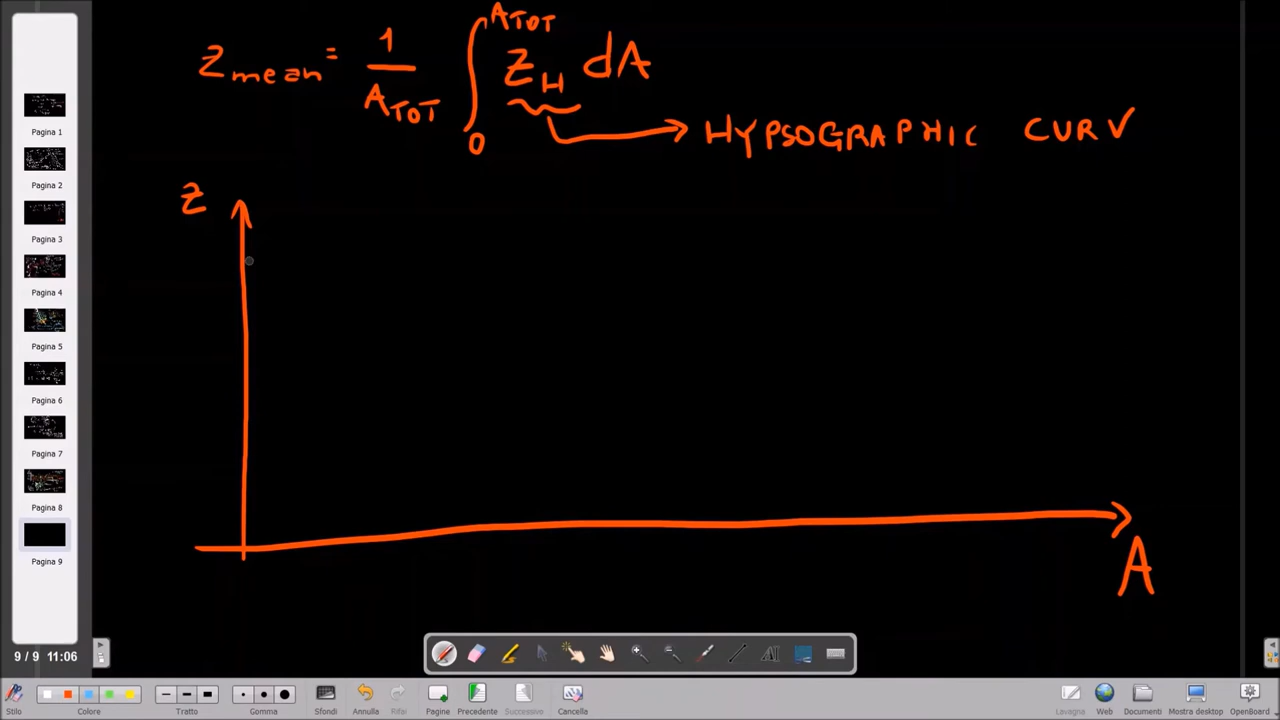 z_mean = 1/A_TOT ∫_0^A_TOT z_H dA
→ HYPSOGRAPHIC CURV
z
A
Pagina 1
Pagina 2
Pagina 3
Pagina 4
Pagina 5
Pagina 6
Pagina 7
Pagina 8
Pagina 9
9 / 9 11:06
AI
Stilo Colore Tratto Gomma Sfondi Annulla Rifai Pagine Precedente Successivo Cancella Lavagna Web Documenti Mostra desktop OpenBoard